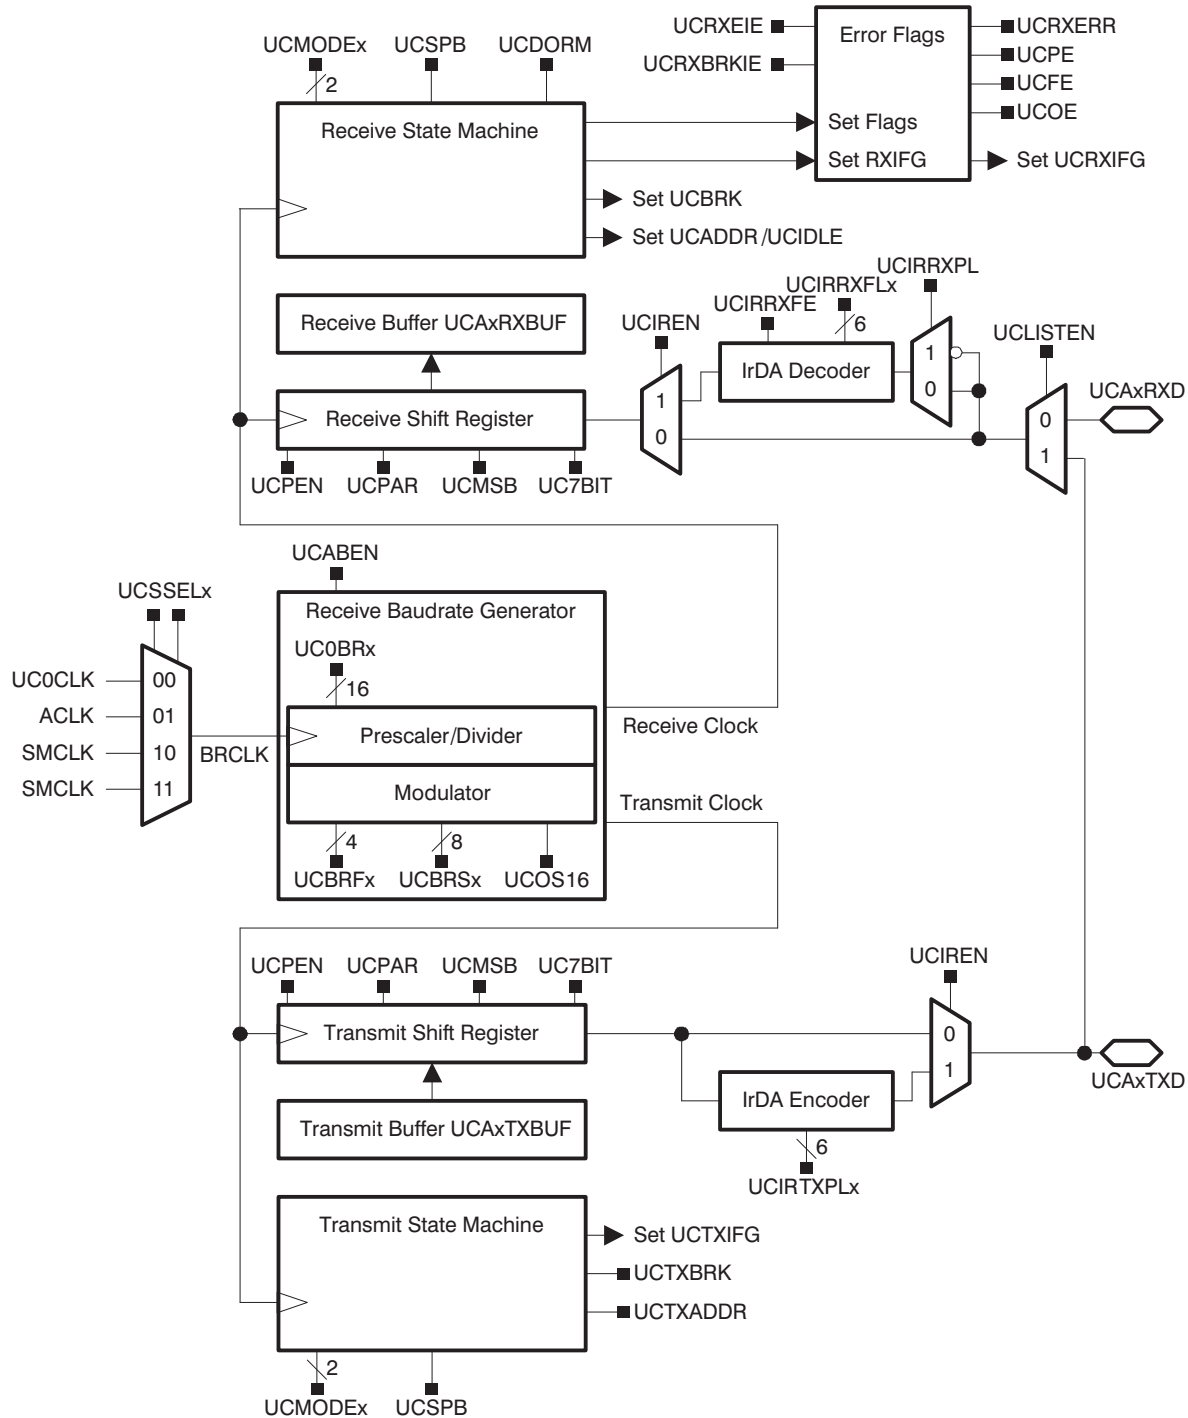 UCMODEx
UCSPB
UCDORM
2
Receive State Machine
UCRXEIE
UCRXBRKIE
Error Flags
Set Flags
Set RXIFG
UCRXERR
UCPE
UCFE
UCOE
Set UCRXIFG
Set UCBRK
Set UCADDR/UCIDLE
Receive Buffer UCAxRXBUF
Receive Shift Register
UCPEN
UCPAR
UCMSB
UC7BIT
UCIREN
1
0
UCIRRXFE
UCIRRXFLx
6
IrDA Decoder
UCIRRXPL
1
0
UCLISTEN
0
1
UCAxRXD
UCABEN
Receive Baudrate Generator
UCSSELx
UC0CLK
ACLK
SMCLK
SMCLK
00
01
10
11
BRCLK
UC0BRx
16
Prescaler/Divider
Modulator
4
8
UCBRFx
UCBRSx
UCOS16
Receive Clock
Transmit Clock
UCPEN
UCPAR
UCMSB
UC7BIT
Transmit Shift Register
Transmit Buffer UCAxTXBUF
UCIREN
0
1
IrDA Encoder
6
UCIRTXPLx
UCAxTXD
Transmit State Machine
Set UCTXIFG
UCTXBRK
UCTXADDR
2
UCMODEx
UCSPB